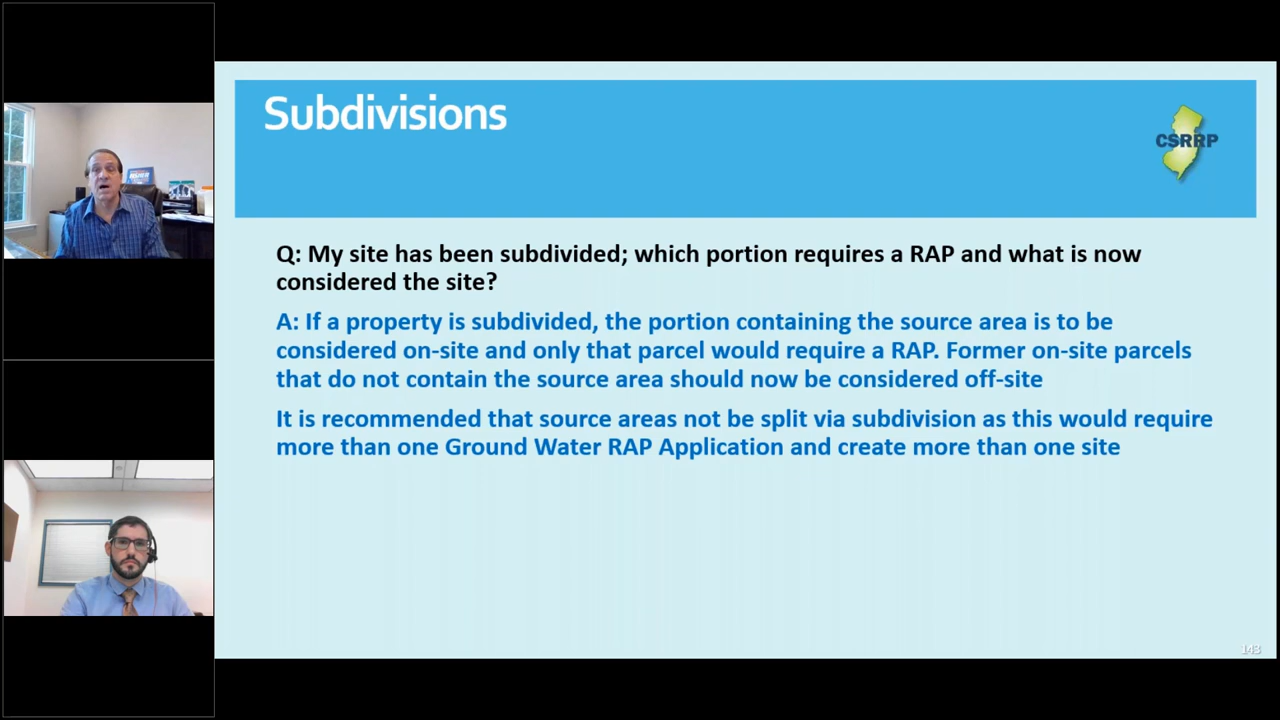 Subdivisions
CSRRP
Q: My site has been subdivided; which portion requires a RAP and what is now
considered the site?
A: If a property is subdivided, the portion containing the source area is to be
considered on-site and only that parcel would require a RAP. Former on-site parcels
that do not contain the source area should now be considered off-site
It is recommended that source areas not be split via subdivision as this would require
more than one Ground Water RAP Application and create more than one site
143